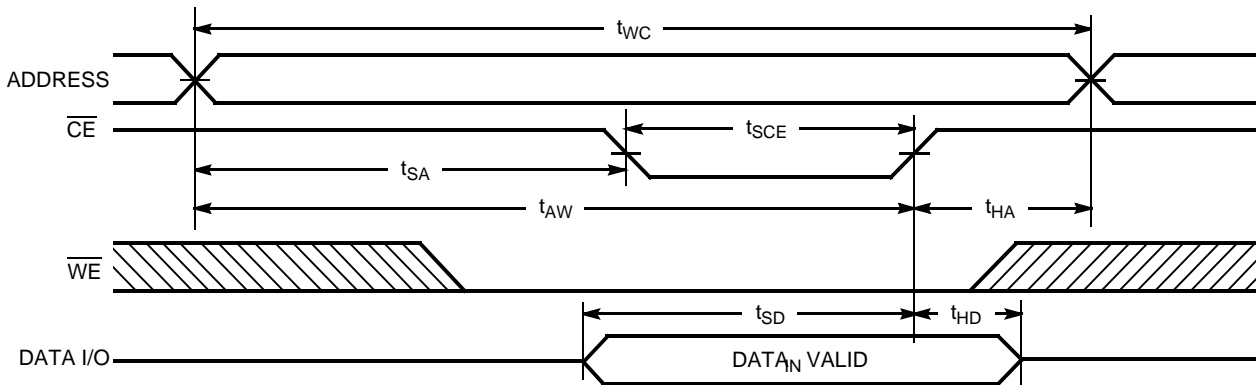 tWC
ADDRESS
CE
tSCE
tSA
tAW
tHA
WE
tSD
tHD
DATA I/O
DATAIN VALID